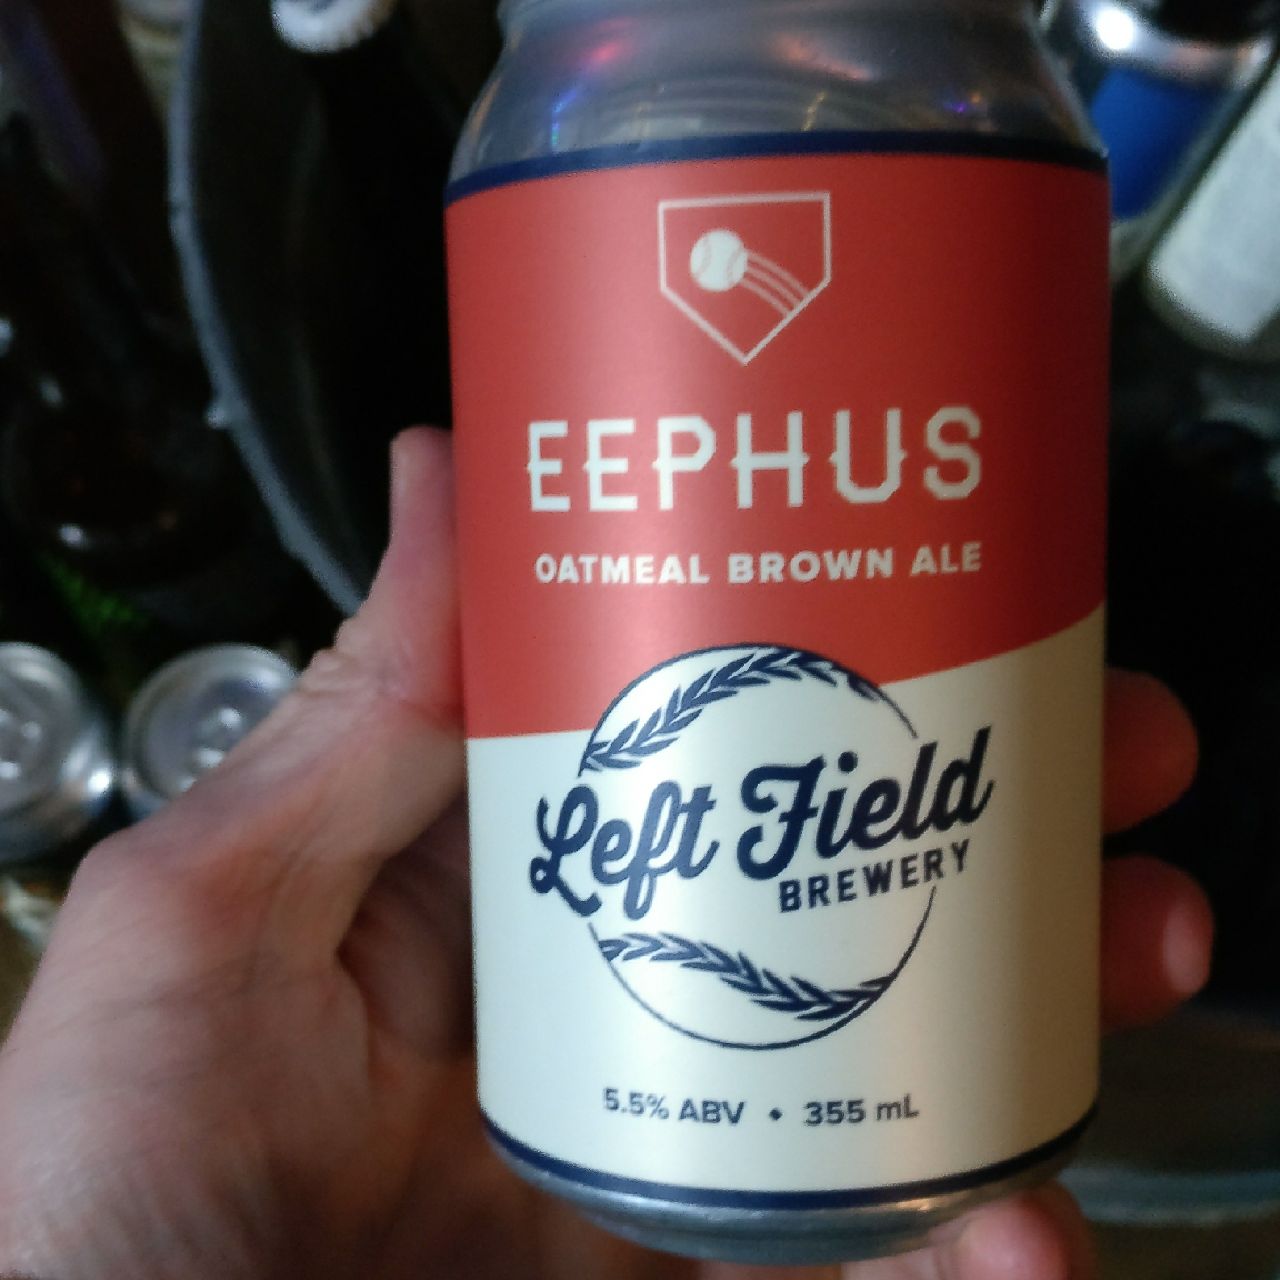 EEPHUS
OATMEAL BROWN ALE
Left Field
BREWERY
5.5% ABV • 355 mL